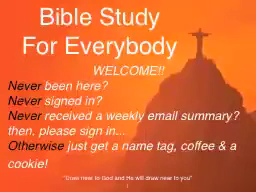 Bible Study
For Everybody
WELCOME!!
Never been here?
Never signed in?
Never received a weekly email summary?
then, please sign in...
Otherwise just get a name tag, coffee & a
cookie!
"Draw near to God and He will draw near to you"
1